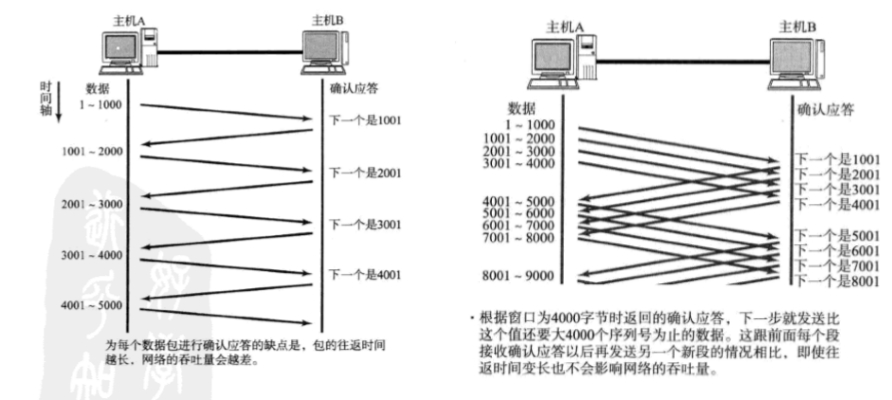 主机A
主机B
时间轴
数据
确认应答
1~1000
下一个是1001
1001~2000
下一个是2001
2001~3000
下一个是3001
3001~4000
下一个是4001
4001~5000
为每个数据包进行确认应答的缺点是，包的往返时间
越长，网络的吞吐量会越差。
主机A
主机B
数据
确认应答
1~1000
1001~2000
2001~3000
3001~4000
下一个是1001
下一个是2001
下一个是3001
下一个是4001
4001~5000
5001~6000
6001~7000
7001~8000
下一个是5001
下一个是6001
下一个是7001
下一个是8001
8001~9000
·根据窗口为4000字节时返回的确认应答，下一步就发送比
这个值还要大4000个序列号为止的数据。这跟前面每个段
接收确认应答以后再发送另一个新段的情况相比，即使往
返时间变长也不会影响网络的吞吐量。